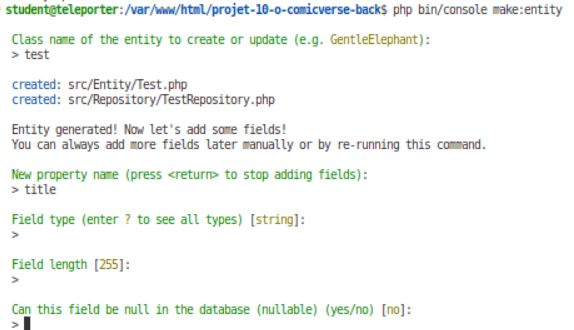 student@teleporter:/var/www/html/projet-10-o-comicverse-back$ php bin/console make:entity
Class name of the entity to create or update (e.g. GentleElephant):
> test
created: src/Entity/Test.php
created: src/Repository/TestRepository.php
Entity generated! Now let's add some fields!
You can always add more fields later manually or by re-running this command.
New property name (press <return> to stop adding fields):
> title
Field type (enter ? to see all types) [string]:
>
Field length [255]:
>
Can this field be null in the database (nullable) (yes/no) [no]:
>